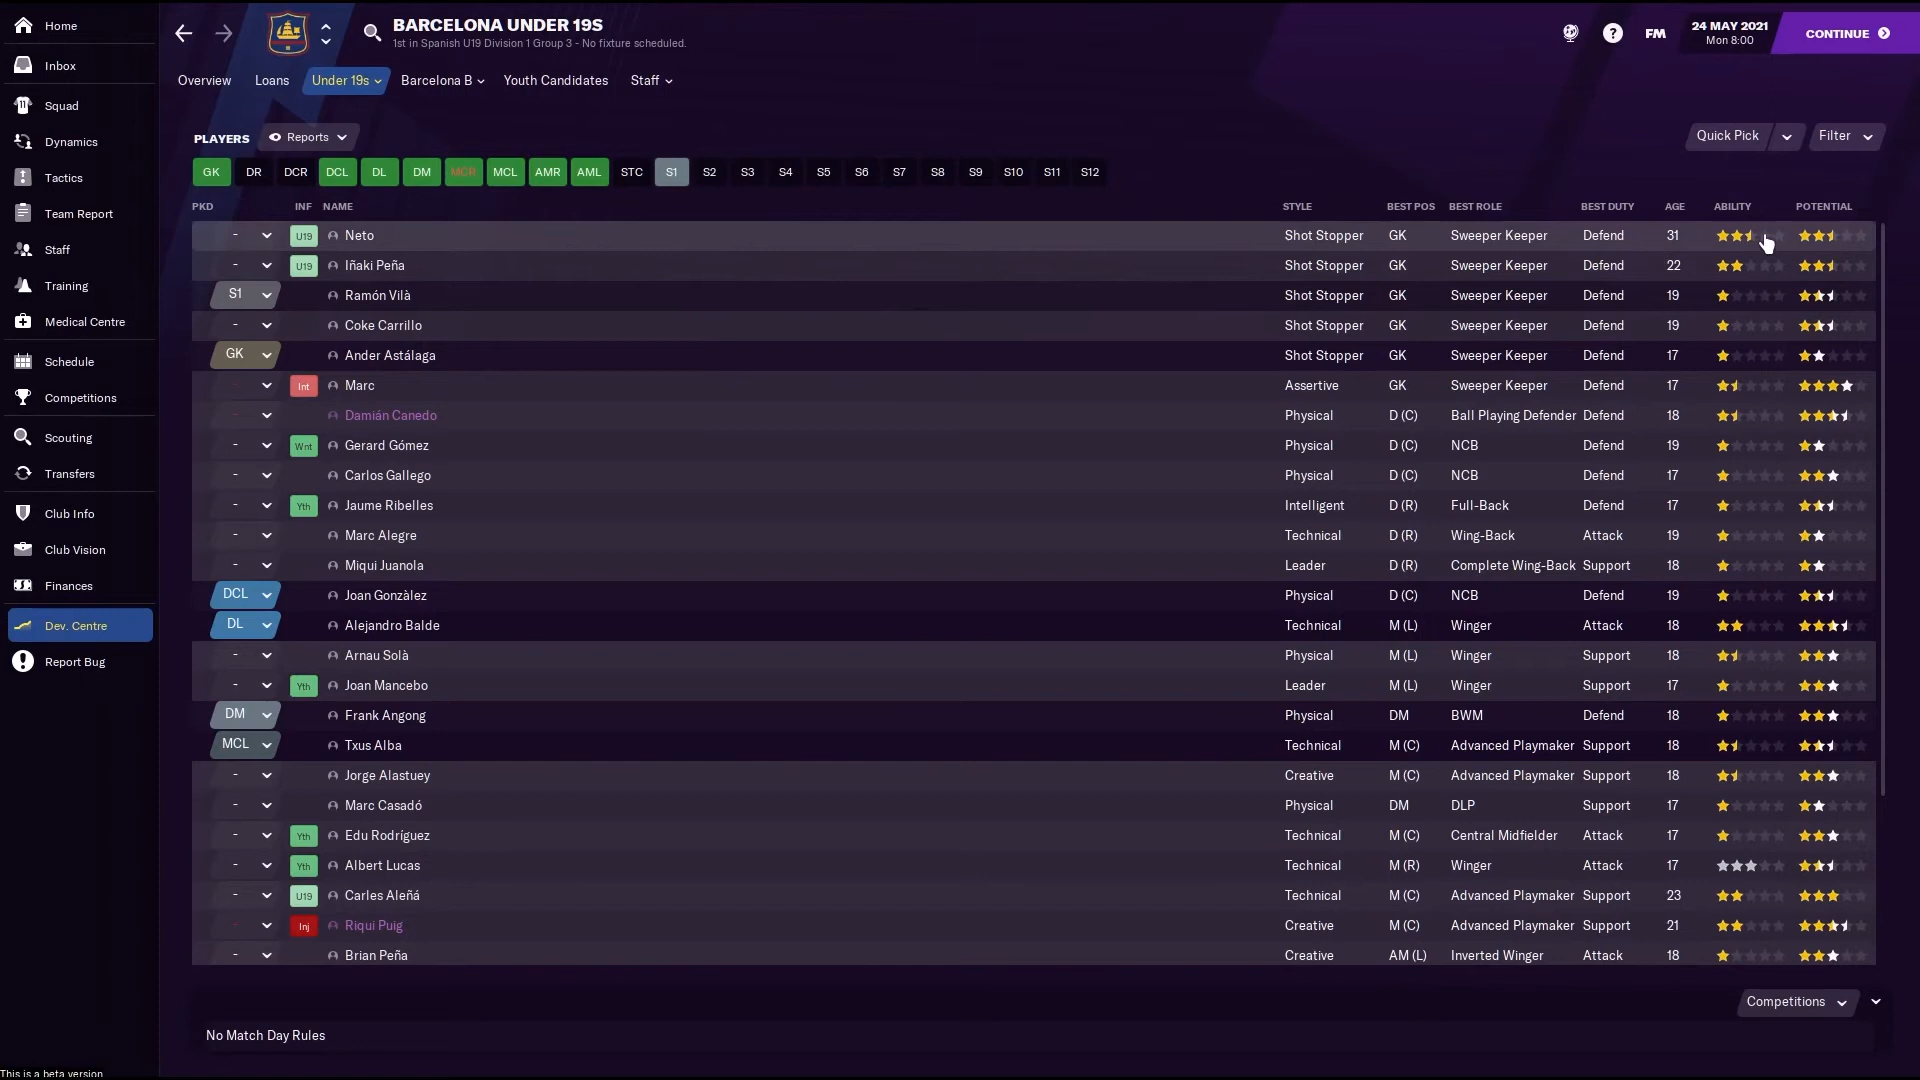 Home
Inbox
Squad
Dynamics
Tactics
Team Report
Staff
Training
Medical Centre
Schedule
Competitions
Scouting
Transfers
Club Info
Club Vision
Finances
Dev. Centre
Report Bug
This is a beta version
BARCELONA UNDER 19S
1st in Spanish U19 Division 1 Group 3 - No fixture scheduled.
FM
24 MAY 2021
Mon 8:00
CONTINUE
Overview Loans Under 19s Barcelona B Youth Candidates Staff
PLAYERS Reports Quick Pick Filter
GK DR DCR DCL DL DM MCR MCL AMR AML STC S1 S2 S3 S4 S5 S6 S7 S8 S9 S10 S11 S12
PKD INF NAME STYLE BEST POS BEST ROLE BEST DUTY AGE ABILITY POTENTIAL
- U19 Neto Shot Stopper GK Sweeper Keeper Defend 31
- U19 Iñaki Peña Shot Stopper GK Sweeper Keeper Defend 22
S1 Ramón Vilà Shot Stopper GK Sweeper Keeper Defend 19
- Coke Carrillo Shot Stopper GK Sweeper Keeper Defend 19
GK Ander Astálaga Shot Stopper GK Sweeper Keeper Defend 17
- Int Marc Assertive GK Sweeper Keeper Defend 17
- Damián Canedo Physical D (C) Ball Playing Defender Defend 18
- Wnt Gerard Gómez Physical D (C) NCB Defend 19
- Carlos Gallego Physical D (C) NCB Defend 17
- Yth Jaume Ribelles Intelligent D (R) Full-Back Defend 17
- Marc Alegre Technical D (R) Wing-Back Attack 19
- Miqui Juanola Leader D (R) Complete Wing-Back Support 18
DCL Joan Gonzàlez Physical D (C) NCB Defend 19
DL Alejandro Balde Technical M (L) Winger Attack 18
- Arnau Solà Physical M (L) Winger Support 18
- Yth Joan Mancebo Leader M (L) Winger Support 17
DM Frank Angong Physical DM BWM Defend 18
MCL Txus Alba Technical M (C) Advanced Playmaker Support 18
- Jorge Alastuey Creative M (C) Advanced Playmaker Support 18
- Marc Casadó Physical DM DLP Support 17
- Yth Edu Rodríguez Technical M (C) Central Midfielder Attack 17
- Yth Albert Lucas Technical M (R) Winger Attack 17
- U19 Carles Aleñá Technical M (C) Advanced Playmaker Support 23
- Inj Riqui Puig Creative M (C) Advanced Playmaker Support 21
- Brian Peña Creative AM (L) Inverted Winger Attack 18
Competitions
No Match Day Rules